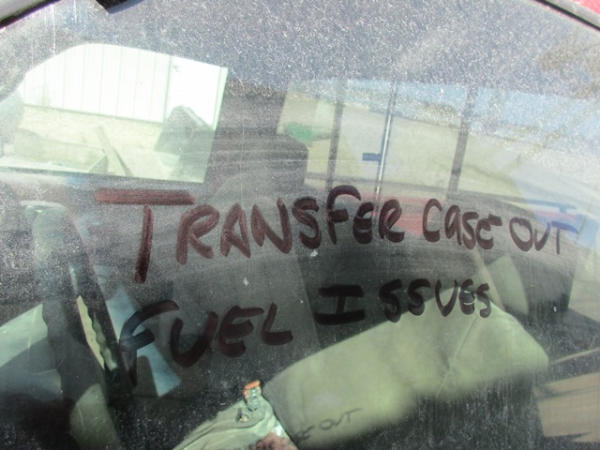 TRANSFER CASE OUT
FUEL ISSUES